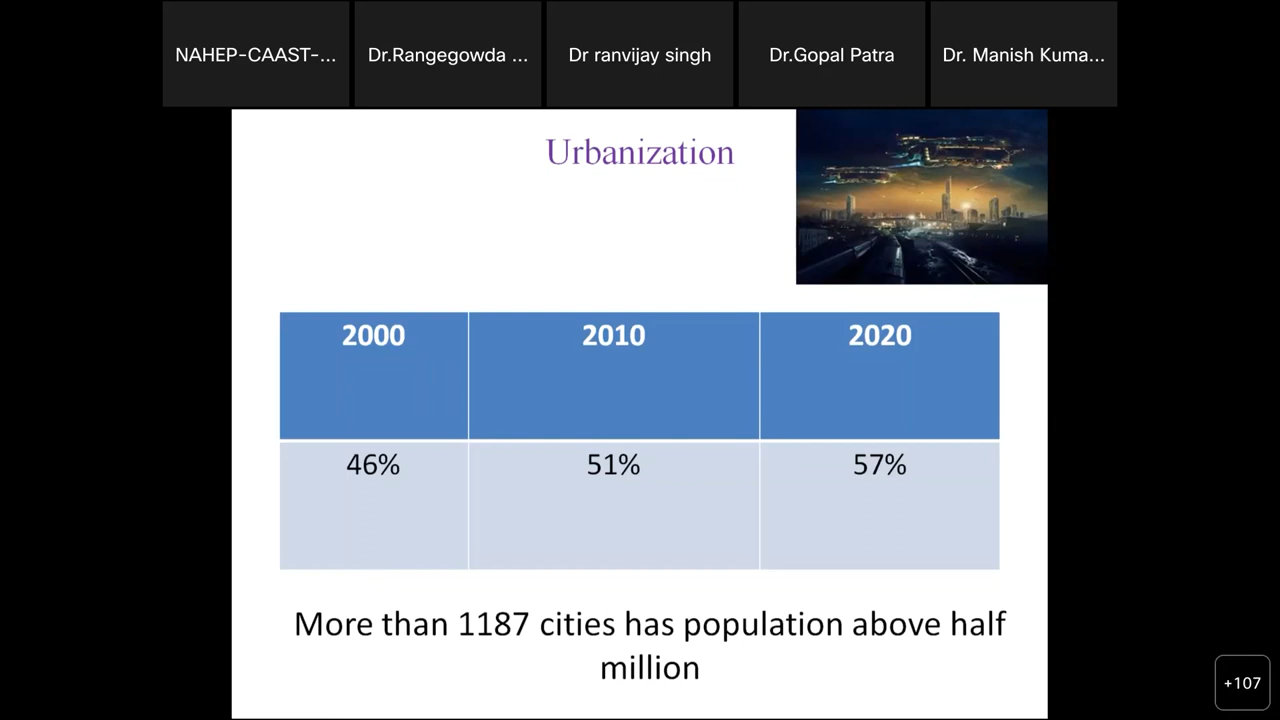 NAHEP-CAAST-...
Dr.Rangegowda ...
Dr ranvijay singh
Dr.Gopal Patra
Dr. Manish Kuma...
Urbanization
2000 2010 2020
46% 51% 57%
More than 1187 cities has population above half
million
+107